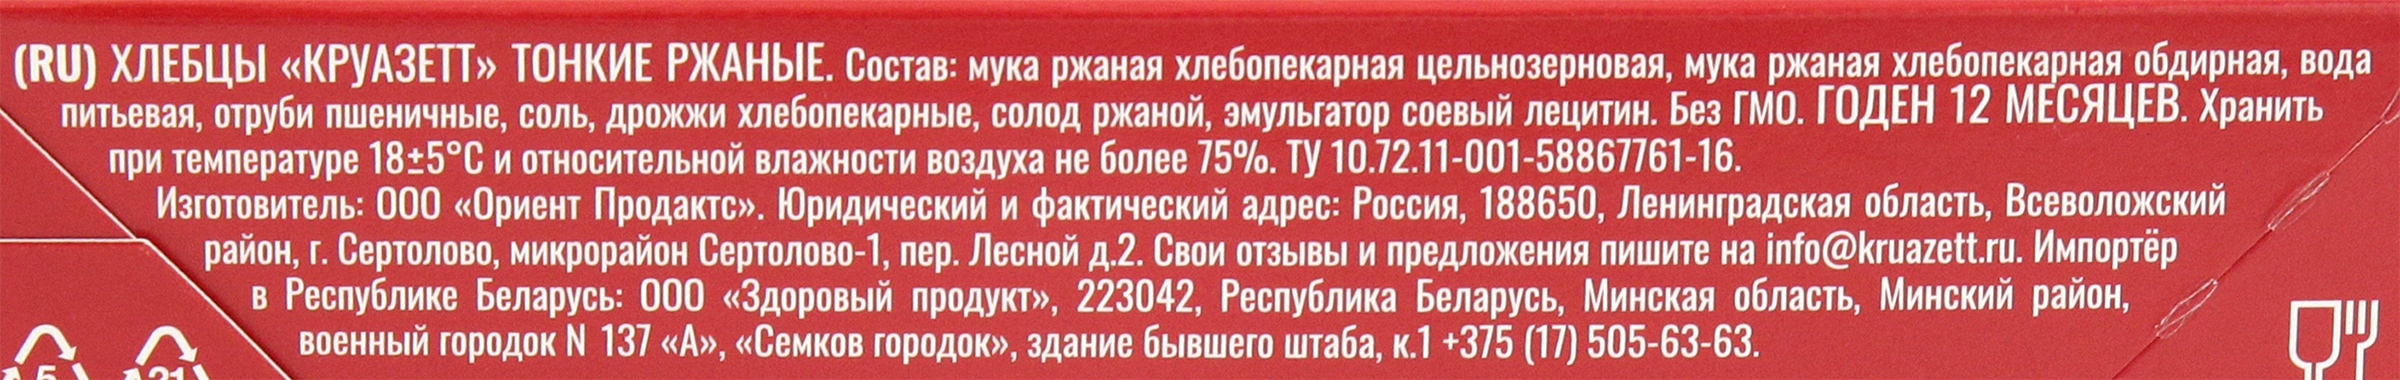 (RU) ХЛЕБЦЫ «КРУАЗЕТТ» ТОНКИЕ РЖАНЫЕ. Состав: мука ржаная хлебопекарная цельнозерновая, мука ржаная хлебопекарная обдирная, вода
питьевая, отруби пшеничные, соль, дрожжи хлебопекарные, солод ржаной, эмульгатор соевый лецитин. Без ГМО. ГОДЕН 12 МЕСЯЦЕВ. Хранить
при температуре 18±5°С и относительной влажности воздуха не более 75%. ТУ 10.72.11-001-58867761-16.
Изготовитель: ООО «Ориент Продактс». Юридический и фактический адрес: Россия, 188650, Ленинградская область, Всеволожский
район, г. Сертолово, микрорайон Сертолово-1, пер. Лесной д.2. Свои отзывы и предложения пишите на info@kruazett.ru. Импортёр
в Республике Беларусь: ООО «Здоровый продукт», 223042, Республика Беларусь, Минская область, Минский район,
военный городок N 137 «А», «Семков городок», здание бывшего штаба, к.1 +375 (17) 505-63-63.
5 21